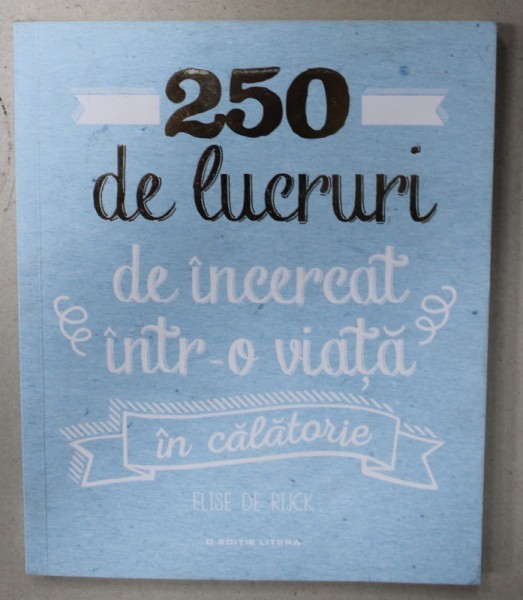 250
de lucruri
de încercat
într-o viață
în călătorie
ELISE DE RIJCK.
O EDIȚIE LITERA